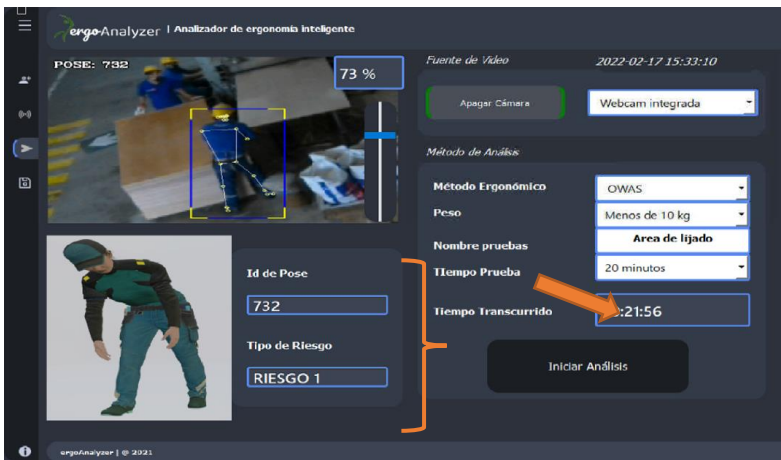 ergoAnalyzer | Analizador de ergonomía inteligente
POSE: 732
73 %
Fuente de Video
2022-02-17 15:33:10
Apagar Cámara
Webcam integrada
Método de Análisis
Método Ergonómico
OWAS
Peso
Menos de 10 kg
Nombre pruebas
Area de lijado
TIempo Prueba
20 minutos
Tiempo Transcurrido
:21:56
Id de Pose
732
Tipo de Riesgo
RIESGO 1
Iniciar Análisis
ergoAnalyzer | @ 2021